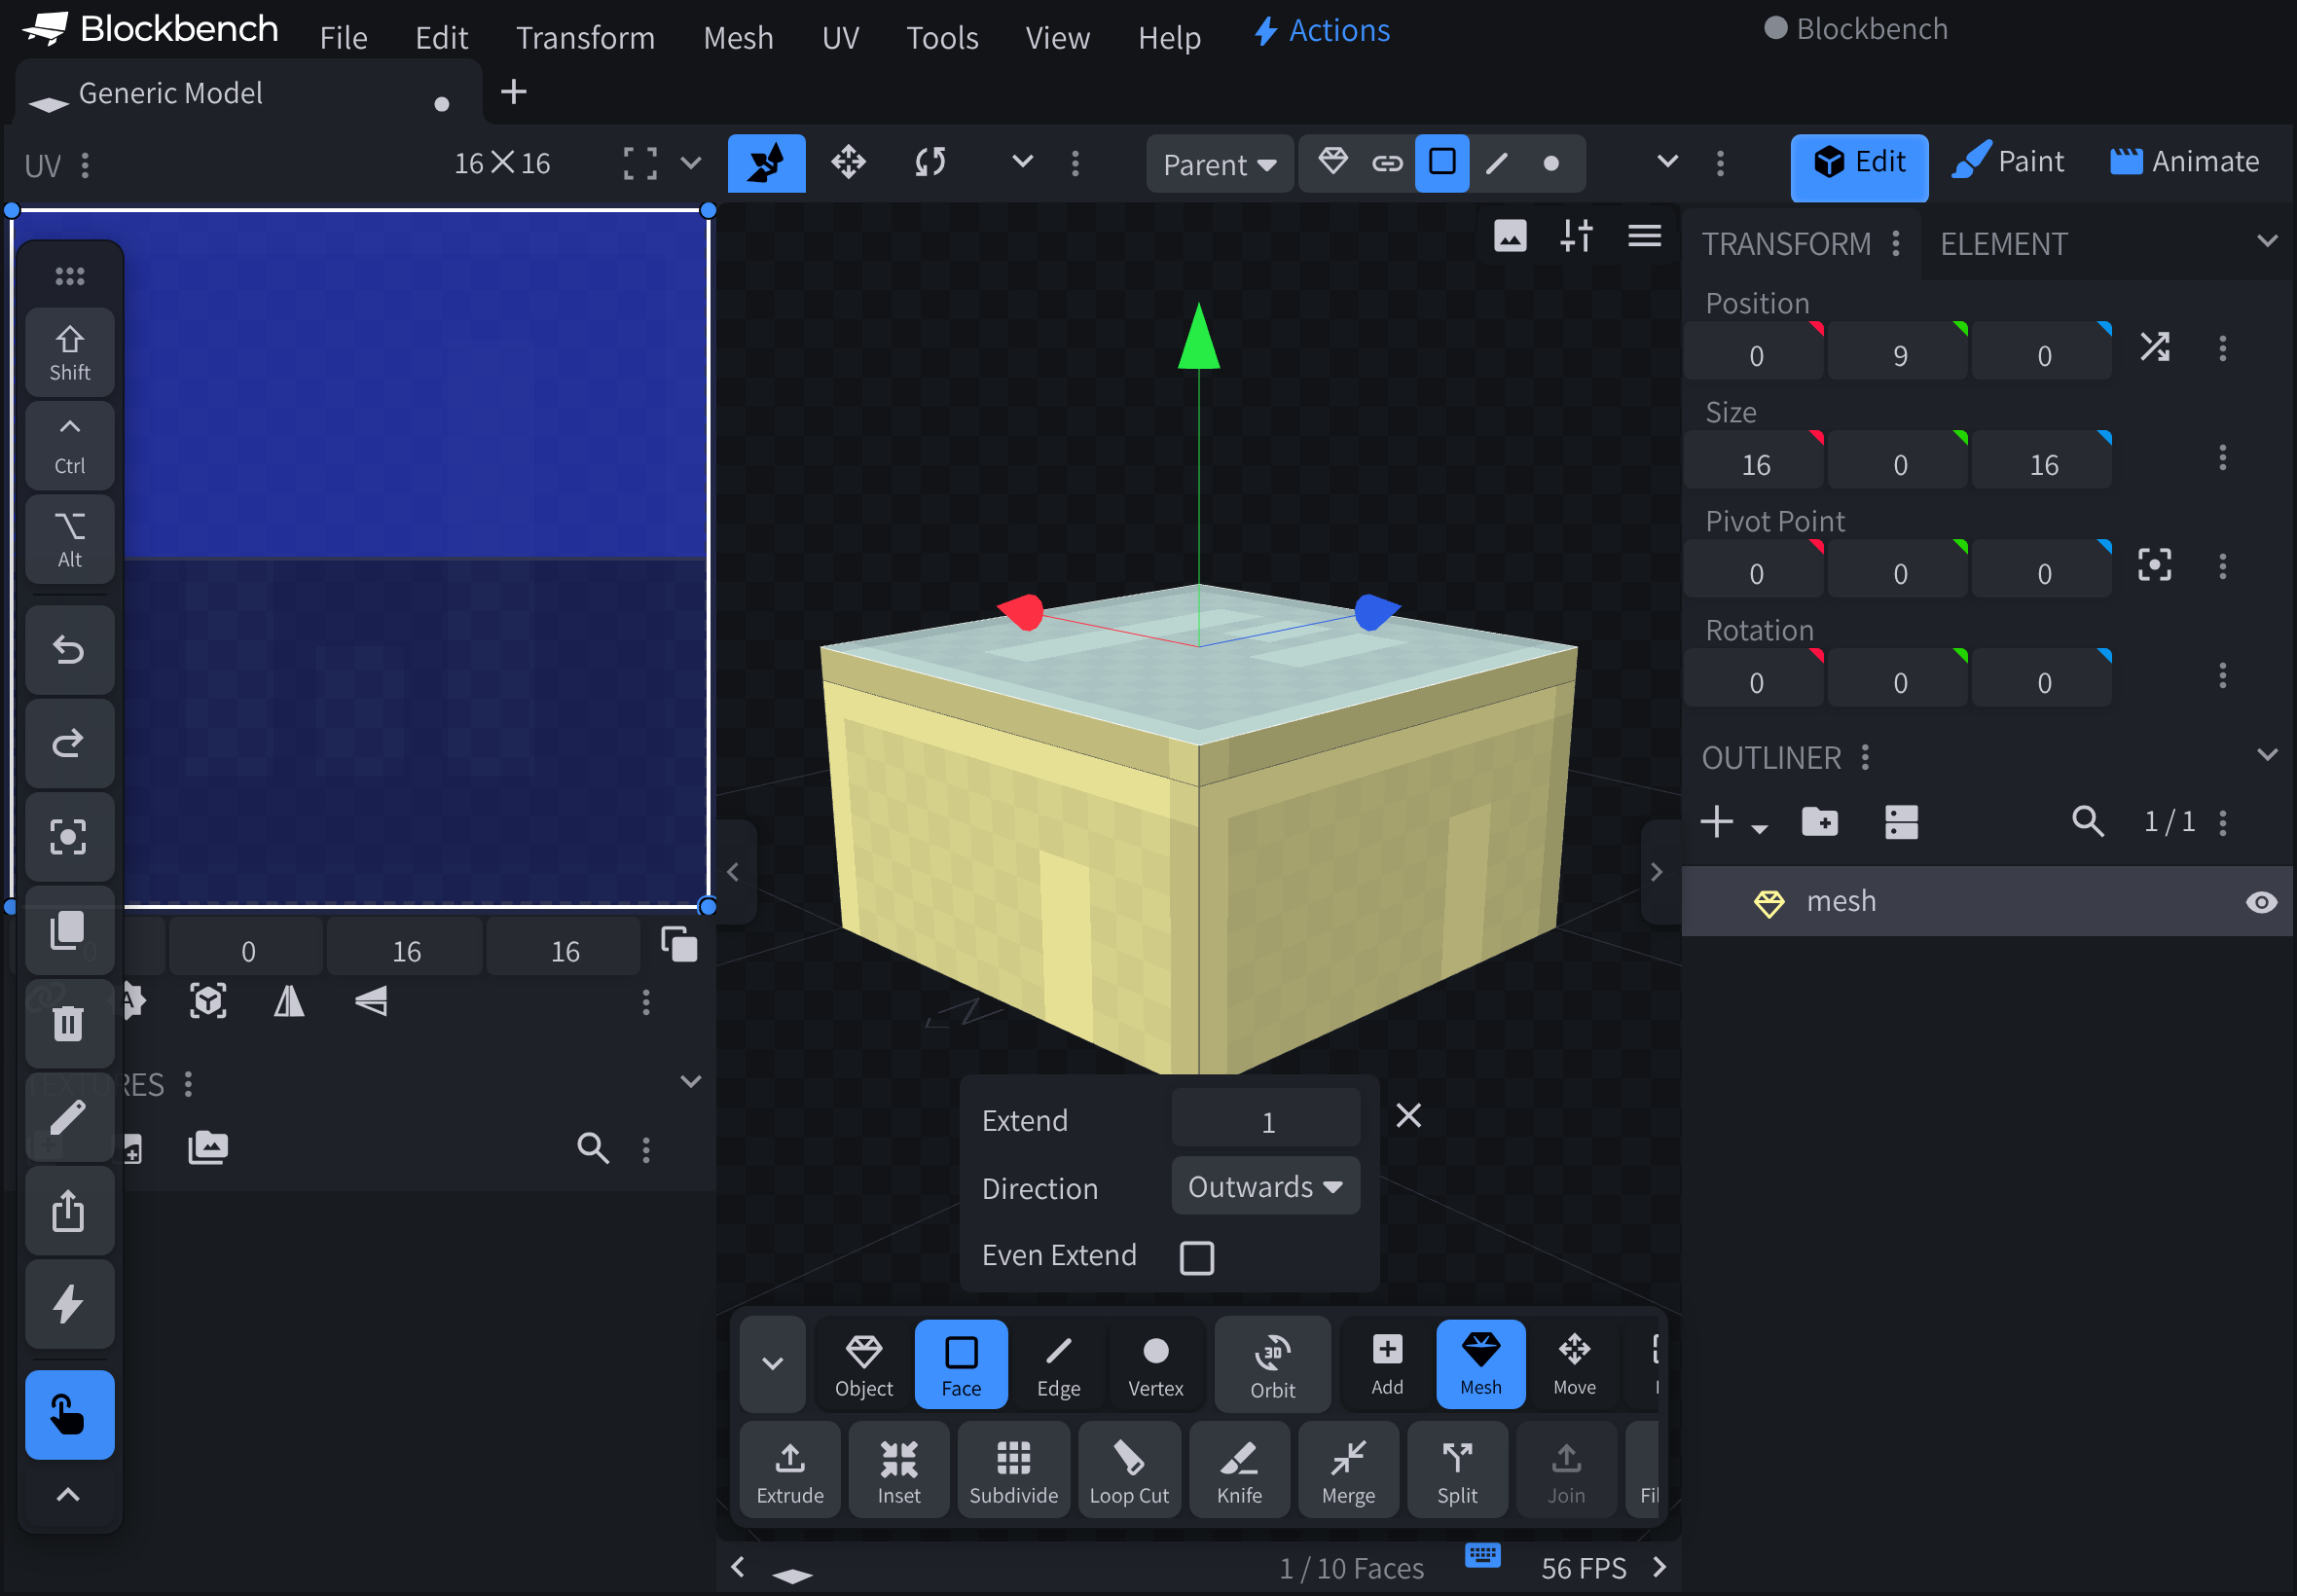 Blockbench File Edit Transform Mesh UV Tools View Help Actions Blockbench
Generic Model
UV 16 × 16 Parent Edit Paint Animate
TRANSFORM ELEMENT
Position
0 9 0
Size
16 0 16
Pivot Point
0 0 0
Rotation
0 0 0
OUTLINER
1 / 1
mesh
Shift
Ctrl
Alt
0 0 16 16
TEXTURES
Extend 1
Direction Outwards
Even Extend
Object Face Edge Vertex Orbit Add Mesh Move
Extrude Inset Subdivide Loop Cut Knife Merge Split Join
1 / 10 Faces 56 FPS